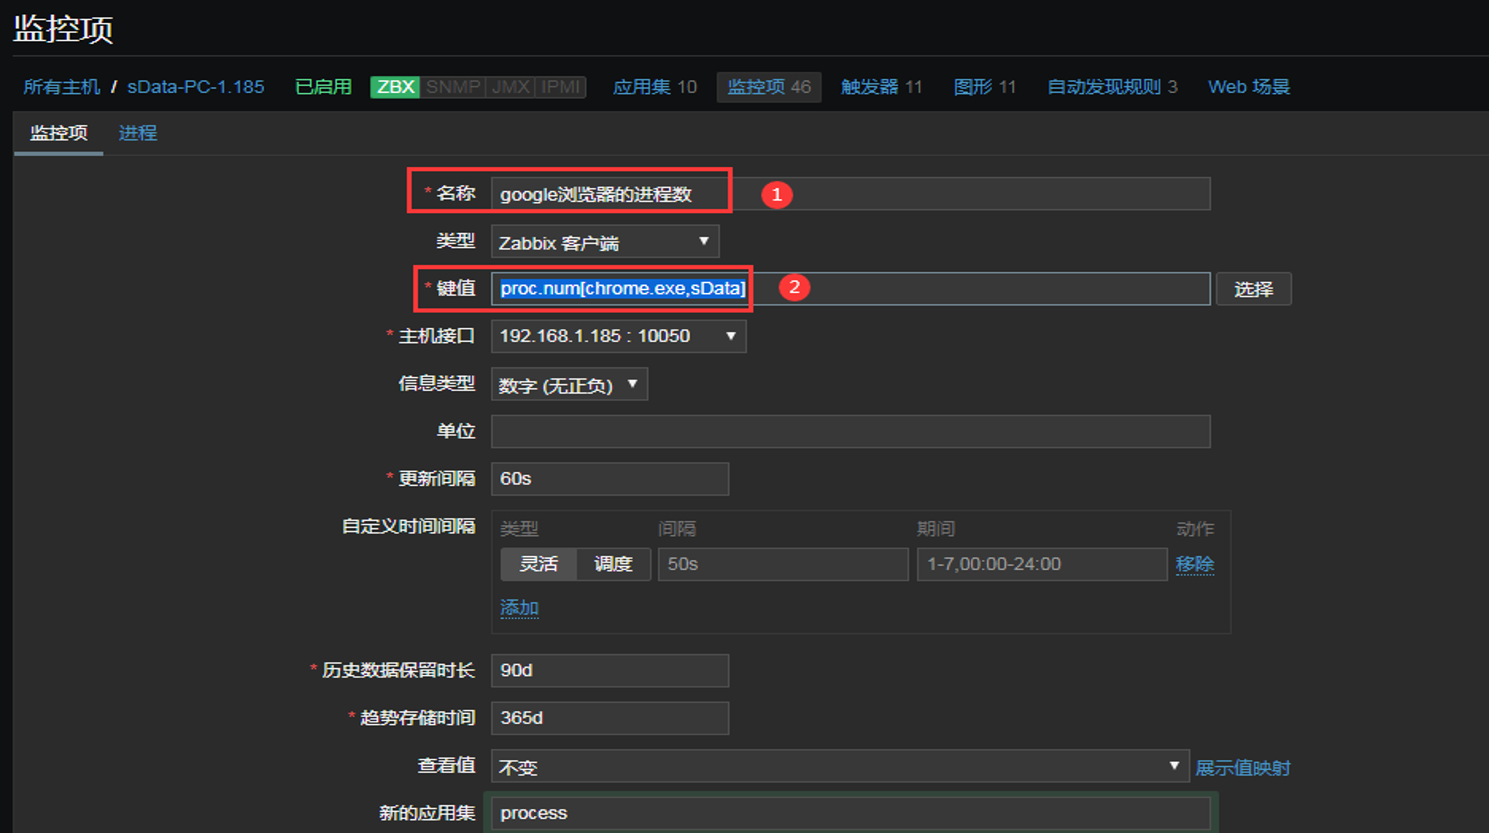 监控项
所有主机 / sData-PC-1.185 已启用 ZBX SNMP JMX IPMI 应用集 10 监控项 46 触发器 11 图形 11 自动发现规则 3 Web 场景
监控项 进程
* 名称 google浏览器的进程数 1
类型 Zabbix 客户端
* 键值 proc.num[chrome.exe,sData] 2 选择
* 主机接口 192.168.1.185 : 10050
信息类型 数字 (无正负)
单位
* 更新间隔 60s
自定义时间间隔 类型 间隔 期间 动作
灵活 调度 50s 1-7,00:00-24:00 移除
添加
* 历史数据保留时长 90d
* 趋势存储时间 365d
查看值 不变 展示值映射
新的应用集 process